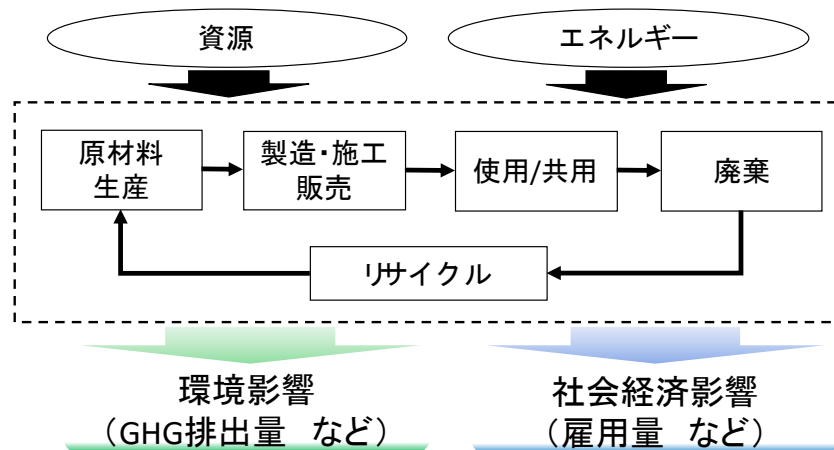 資源
エネルギー
原材料
生産
製造・施工
販売
使用/共用
廃棄
リサイクル
環境影響
（GHG排出量　など）
社会経済影響
（雇用量　など）